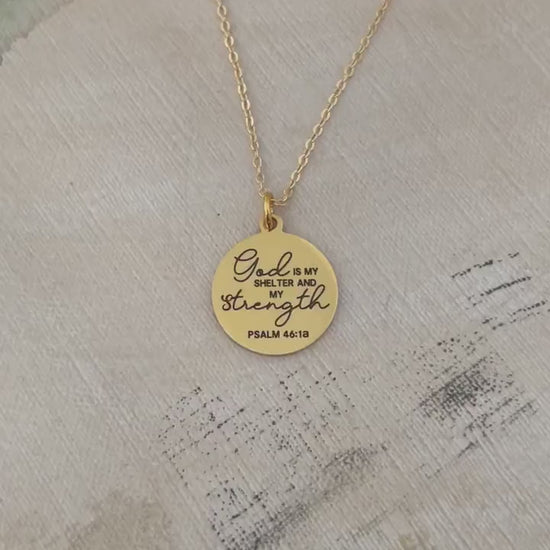 God IS MY
SHELTER AND
MY
Strength
PSALM 46:1a